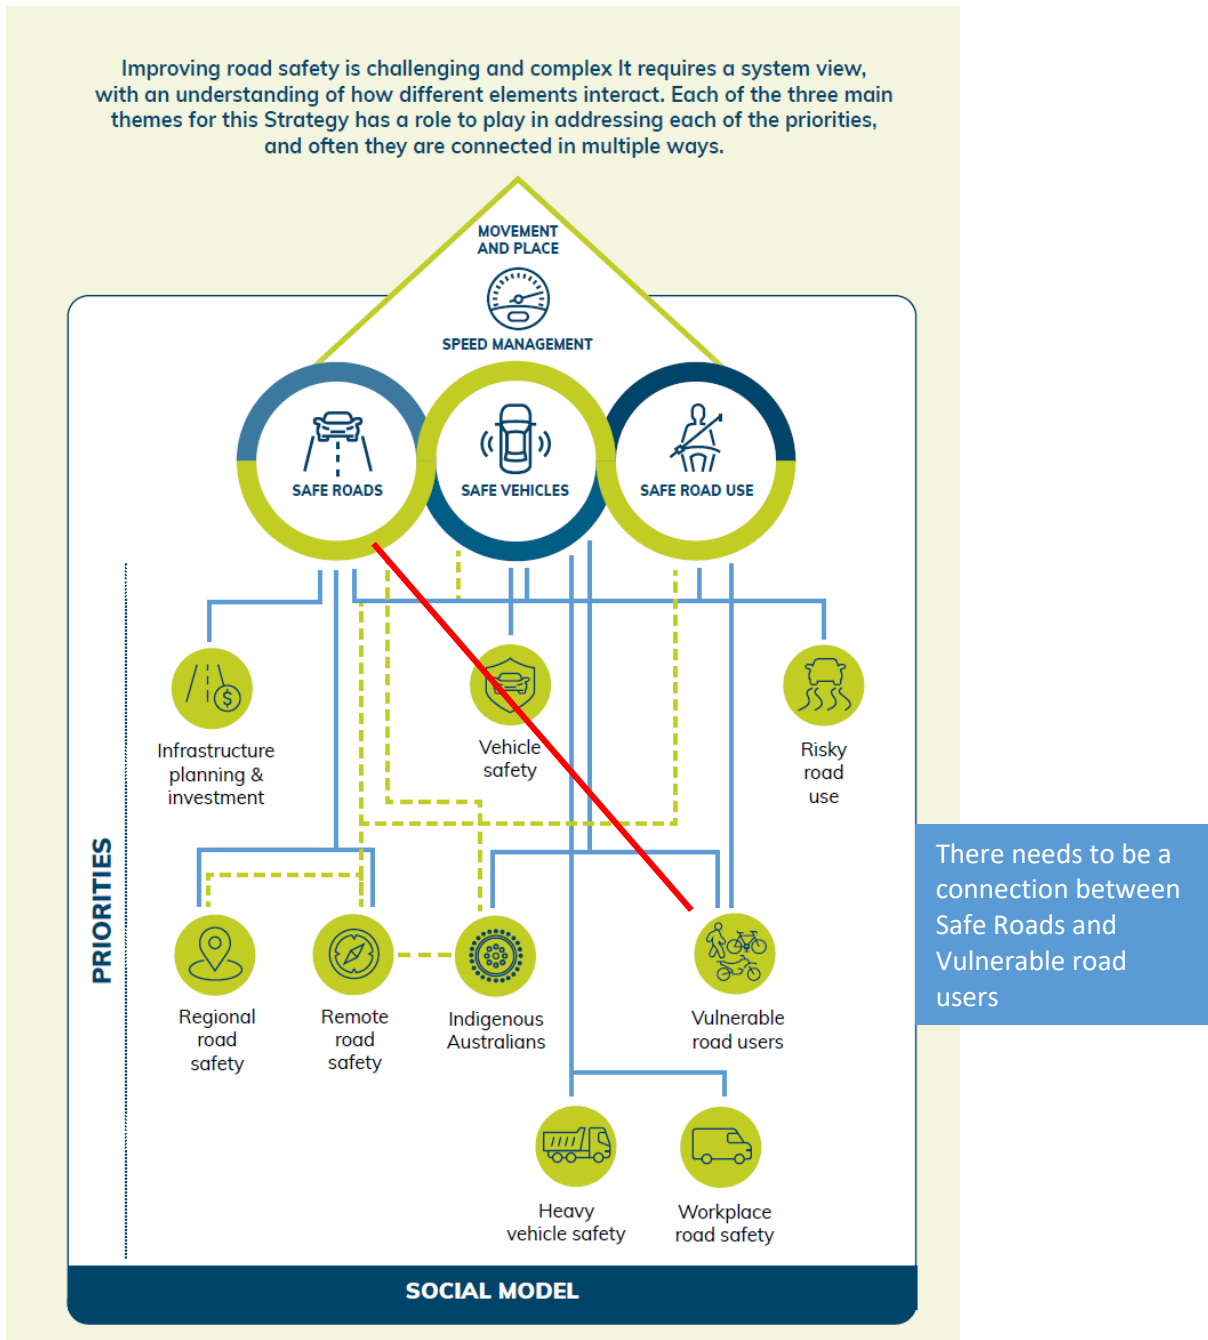 Improving road safety is challenging and complex It requires a system view,
with an understanding of how different elements interact. Each of the three main
themes for this Strategy has a role to play in addressing each of the priorities,
and often they are connected in multiple ways.
MOVEMENT
AND PLACE
SPEED MANAGEMENT
SAFE ROADS
SAFE VEHICLES
SAFE ROAD USE
PRIORITIES
$
Infrastructure
planning &
investment
Vehicle
safety
Risky
road
use
There needs to be a
connection between
Safe Roads and
Vulnerable road
users
Regional
road
safety
Remote
road
safety
Indigenous
Australians
Vulnerable
road users
Heavy
vehicle safety
Workplace
road safety
SOCIAL MODEL